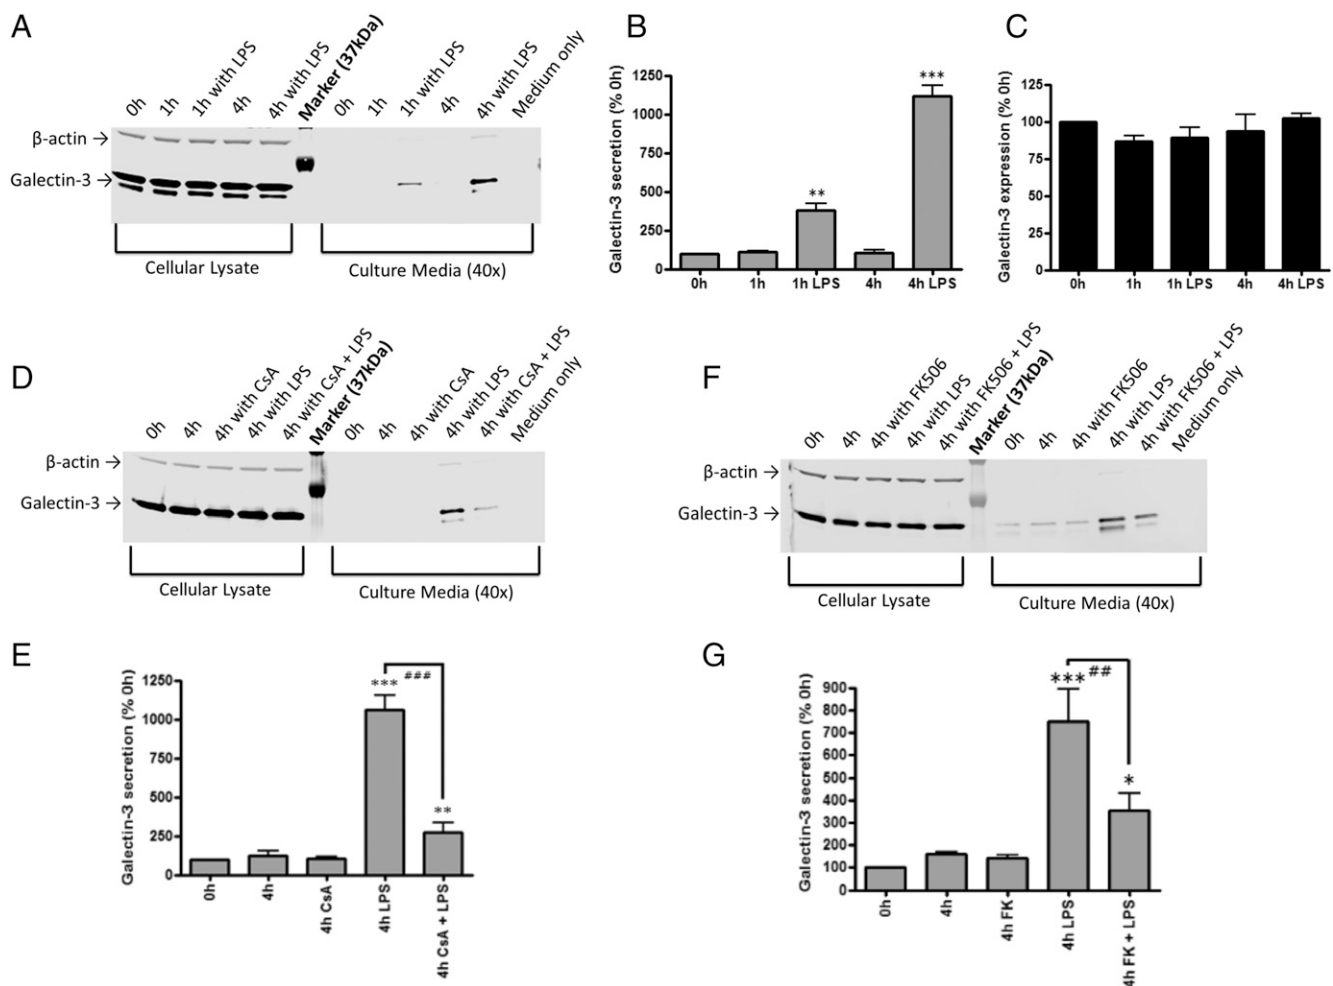 A
0h
1h
1h with LPS
4h
4h with LPS
Marker (37kDa)
0h
1h
1h with LPS
4h
4h with LPS
Medium only
β-actin →
Galectin-3 →
Cellular Lysate
Culture Media (40x)
B
Galectin-3 secretion (% 0h)
1250
1000
750
500
250
0
**
***
0h
1h
1h LPS
4h
4h LPS
C
Galectin-3 expression (% 0h)
125
100
75
50
25
0
0h
1h
1h LPS
4h
4h LPS
D
0h
4h
4h with CsA
4h with LPS
4h with CsA + LPS
Marker (37kDa)
0h
4h
4h with CsA
4h with LPS
4h with CsA + LPS
Medium only
β-actin →
Galectin-3 →
Cellular Lysate
Culture Media (40x)
F
0h
4h
4h with FK506
4h with LPS
4h with FK506 + LPS
Marker (37kDa)
0h
4h
4h with FK506
4h with LPS
4h with FK506 + LPS
Medium only
β-actin →
Galectin-3 →
Cellular Lysate
Culture Media (40x)
E
Galectin-3 secretion (% 0h)
1250
1000
750
500
250
0
***
###
**
0h
4h
4h CsA
4h LPS
4h CsA + LPS
G
Galectin-3 secretion (% 0h)
900
800
700
600
500
400
300
200
100
0
***
##
*
0h
4h
4h FK
4h LPS
4h FK + LPS